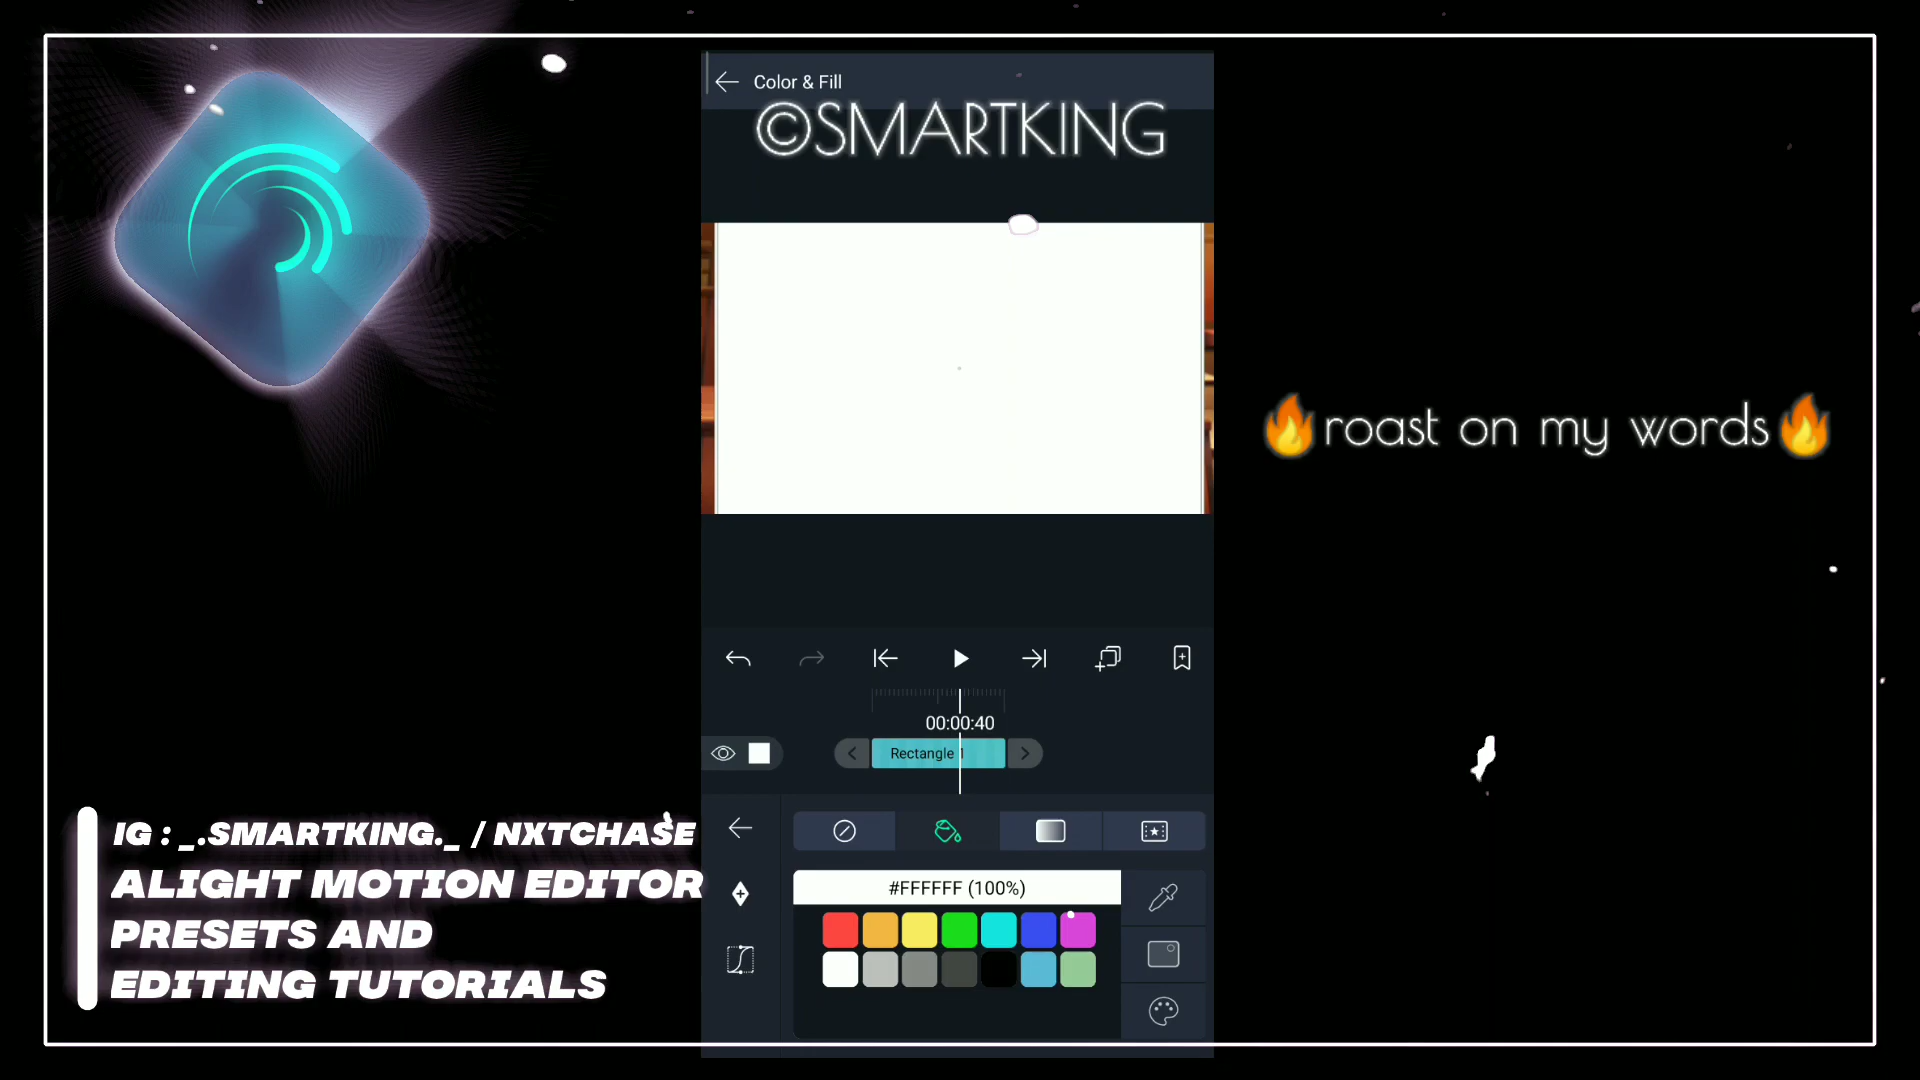 Color & Fill
©SMARTKING
🔥roast on my words🔥
00:00:40
Rectangle 1
#FFFFFF (100%)
IG : _.SMARTKING._ / NXTCHASE
ALIGHT MOTION EDITOR
PRESETS AND
EDITING TUTORIALS